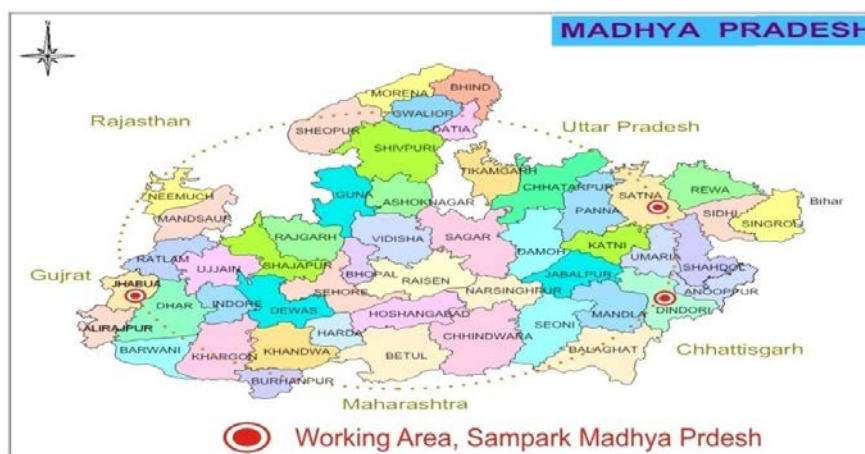 MADHYA PRADESH
BHIND
MORENA
GWALIOR
Rajasthan
DATIA
Uttar Pradesh
SHEOPUR
SHIVPURI
TIKAMGARH
CHHATARPUR
REWA
NEEMUCH
GUNA
ASHOKNAGAR
PANNA
SATNA
SIDHI
Bihar
MANDSAUR
SINGROLI
RAJGARH
VIDISHA
SAGAR
DAMOH
KATNI
RATLAM
UJJAIN
SHAJAPUR
UMARIA
SHAHDOL
Gujrat
BHOPAL
RAISEN
JABALPUR
JHABUA
SEHORE
NARSINGHPUR
ANOOPPUR
DHAR
INDORE
DEWAS
HOSHANGABAD
MANDLA
DINDORI
ALIRAJPUR
HARDA
SEONI
BARWANI
KHARGON
KHANDWA
BETUL
CHHINDWARA
BALAGHAT
Chhattisgarh
BURHANPUR
Maharashtra
Working Area, Sampark Madhya Prdesh